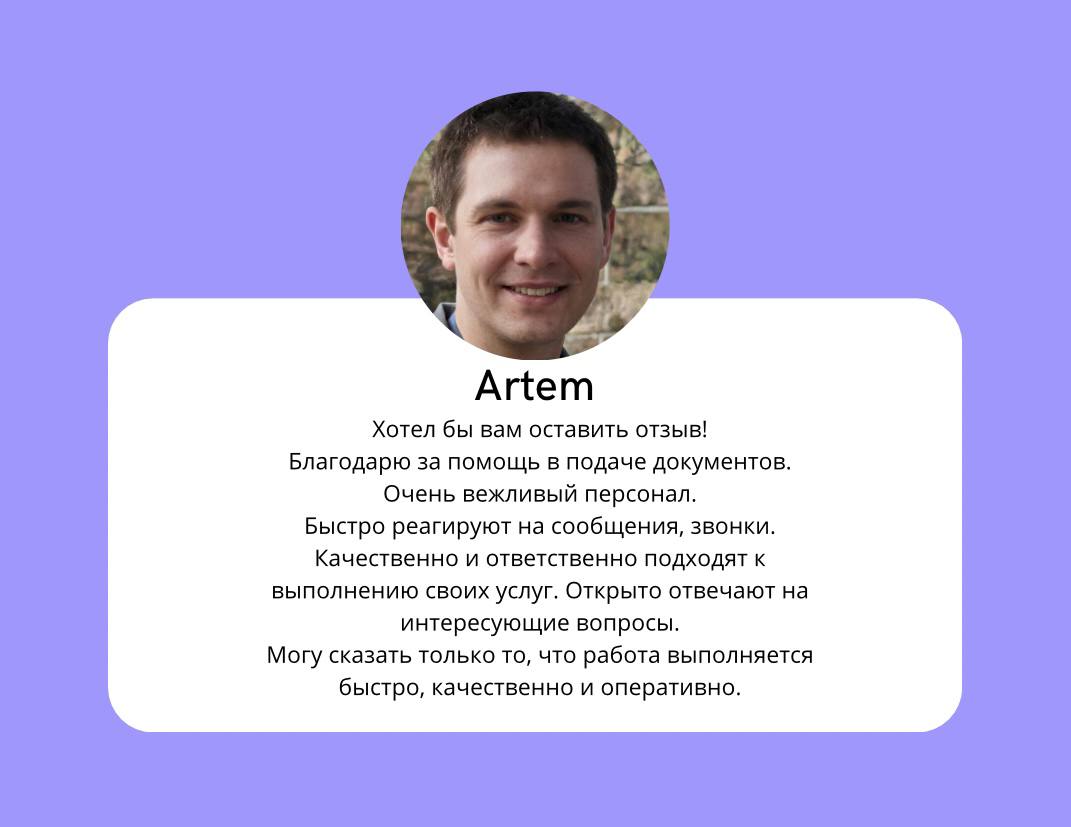 Artem
Хотел бы вам оставить отзыв!
Благодарю за помощь в подаче документов.
Очень вежливый персонал.
Быстро реагируют на сообщения, звонки.
Качественно и ответственно подходят к
выполнению своих услуг. Открыто отвечают на
интересующие вопросы.
Могу сказать только то, что работа выполняется
быстро, качественно и оперативно.